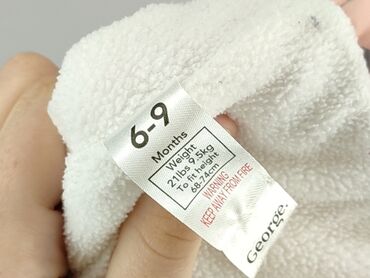 6-9
Months
Weight
21lbs 9.5kg
To fit height
68-74cm
WARNING
KEEP AWAY FROM FIRE
George.